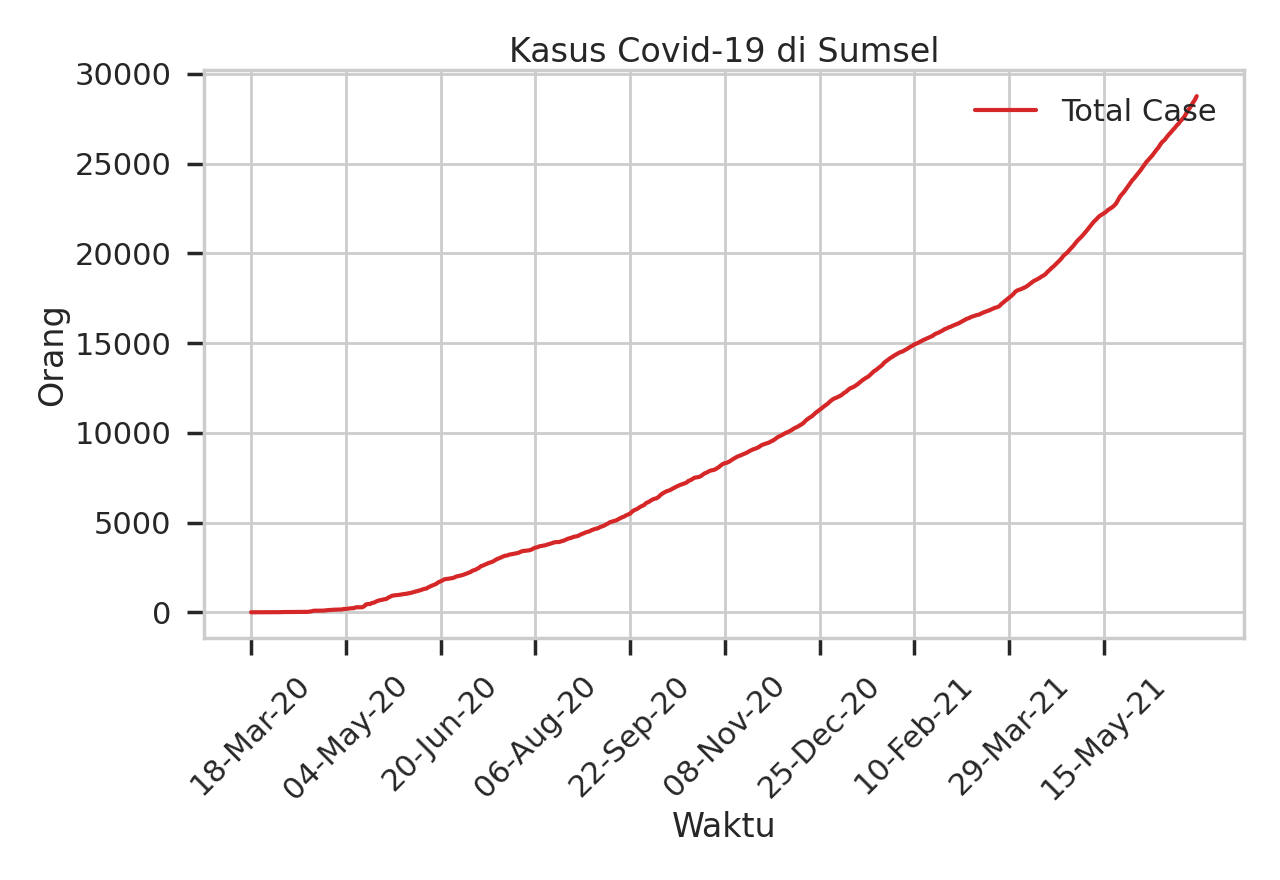 Kasus Covid-19 di Sumsel
Total Case
30000
25000
20000
15000
10000
5000
0
Orang
18-Mar-20
04-May-20
20-Jun-20
06-Aug-20
22-Sep-20
08-Nov-20
25-Dec-20
10-Feb-21
29-Mar-21
15-May-21
Waktu